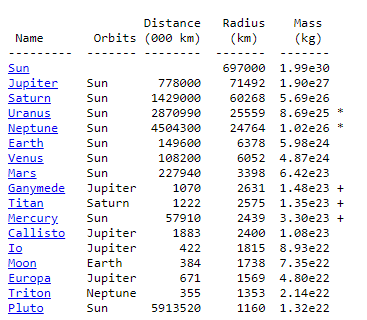 Distance  Radius   Mass
 Name      Orbits (000 km)   (km)    (kg)
---------  ------ --------  -------  -------
Sun                         697000   1.99e30
Jupiter    Sun      778000   71492   1.90e27
Saturn     Sun     1429000   60268   5.69e26
Uranus     Sun     2870990   25559   8.69e25 *
Neptune    Sun     4504300   24764   1.02e26 *
Earth      Sun      149600    6378   5.98e24
Venus      Sun      108200    6052   4.87e24
Mars       Sun      227940    3398   6.42e23
Ganymede   Jupiter    1070    2631   1.48e23 +
Titan      Saturn     1222    2575   1.35e23 +
Mercury    Sun       57910    2439   3.30e23 +
Callisto   Jupiter    1883    2400   1.08e23
Io         Jupiter     422    1815   8.93e22
Moon       Earth       384    1738   7.35e22
Europa     Jupiter     671    1569   4.80e22
Triton     Neptune     355    1353   2.14e22
Pluto      Sun     5913520    1160   1.32e22